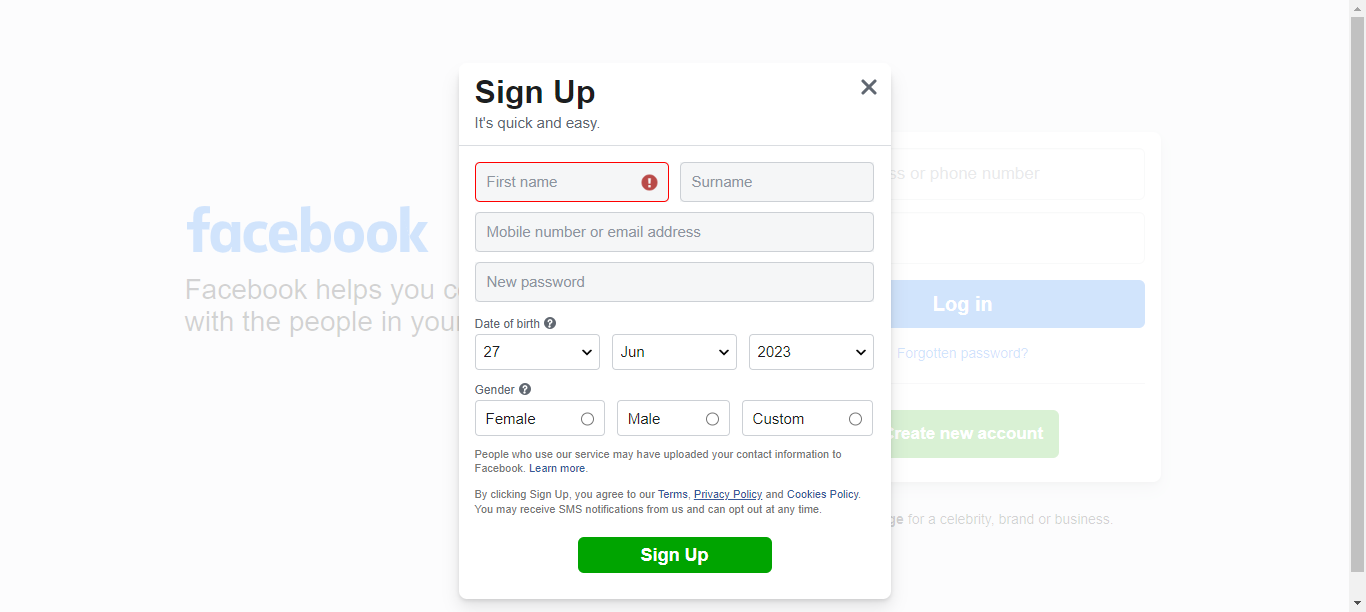 Sign Up
It's quick and easy.
First name
Surname
Mobile number or email address
New password
Date of birth
27
Jun
2023
Gender
Female
Male
Custom
People who use our service may have uploaded your contact information to
Facebook. Learn more.
By clicking Sign Up, you agree to our Terms, Privacy Policy and Cookies Policy.
You may receive SMS notifications from us and can opt out at any time.
Sign Up
facebook
Facebook helps you
with the people in your
or phone number
Log in
Forgotten password?
Create new account
for a celebrity, brand or business.